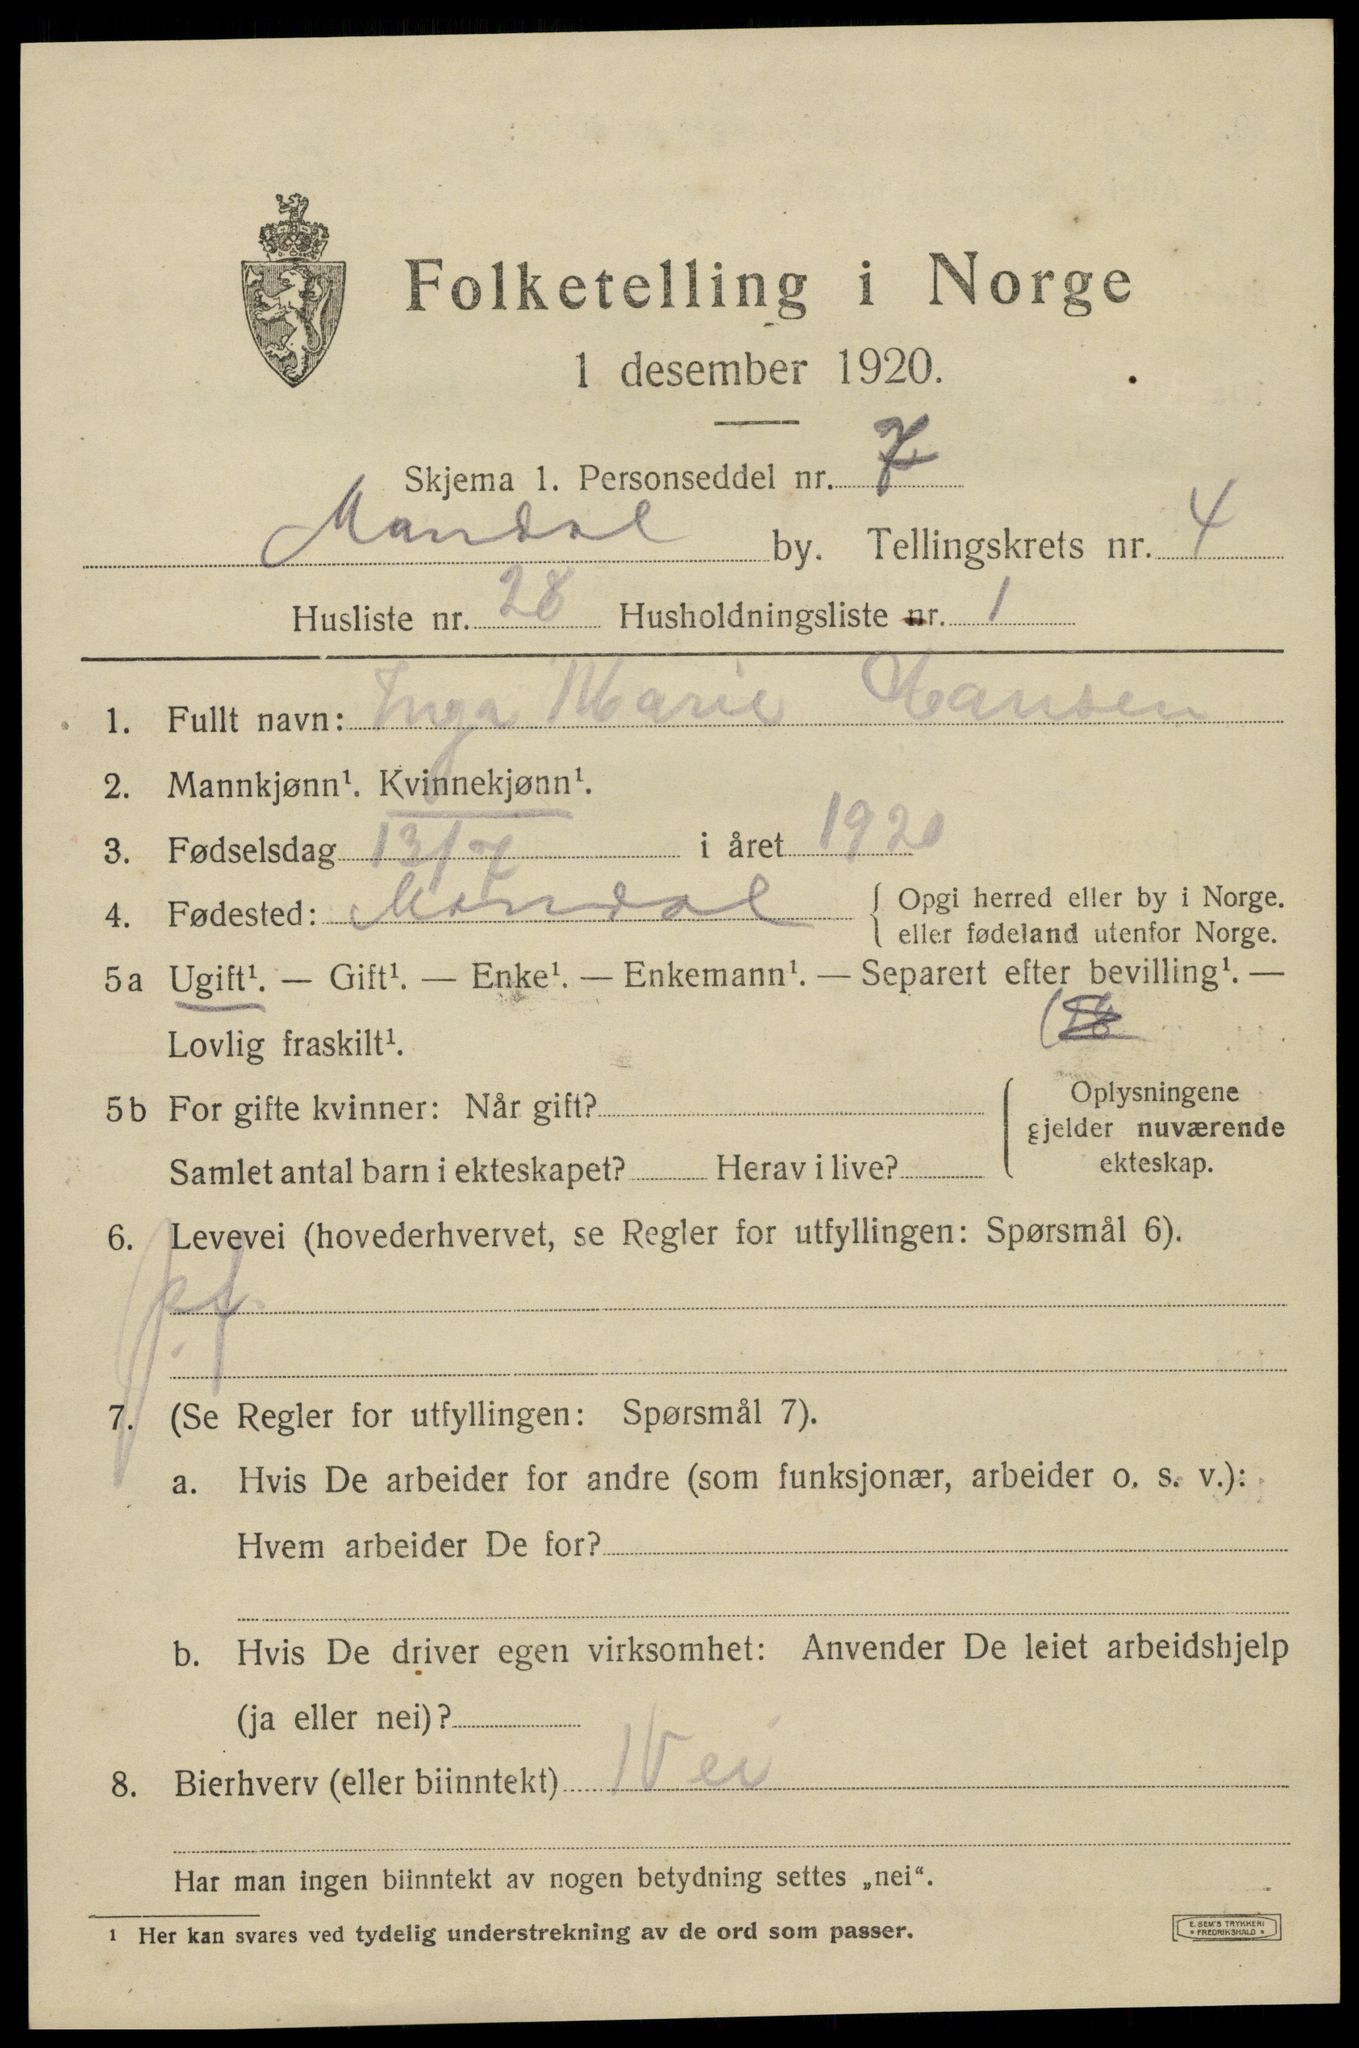 Folketelling i Norge
1 desember 1920.
Skjema 1. Personseddel nr. 7
Mandal by. Tellingskrets nr. 4
Husliste nr. 28 Husholdningsliste nr. 1
1. Fullt navn: Inga Marie Hansen
2. Mannkjønn¹. Kvinnekjønn¹.
3. Fødselsdag 13/7 i året 1920
4. Fødested: Mandal { Opgi herred eller by i Norge.
eller fødeland utenfor Norge.
5a Ugift¹. — Gift¹. — Enke¹. — Enkemann¹. — Separert efter bevilling¹. —
Lovlig fraskilt¹.
5b For gifte kvinner: Når gift?
Oplysningene
gjelder nuværende
ekteskap.
Samlet antal barn i ekteskapet? Herav i live?
6. Levevei (hovederhvervet, se Regler for utfyllingen: Spørsmål 6).
7. (Se Regler for utfyllingen: Spørsmål 7).
a. Hvis De arbeider for andre (som funksjonær, arbeider o. s. v.):
Hvem arbeider De for?
b. Hvis De driver egen virksomhet: Anvender De leiet arbeidshjelp
(ja eller nei)?
8. Bierhverv (eller biinntekt) Nei
Har man ingen biinntekt av nogen betydning settes „nei“.
¹ Her kan svares ved tydelig understrekning av de ord som passer.
E. SEM'S TRYKKERI
* FREDRIKSHALD *